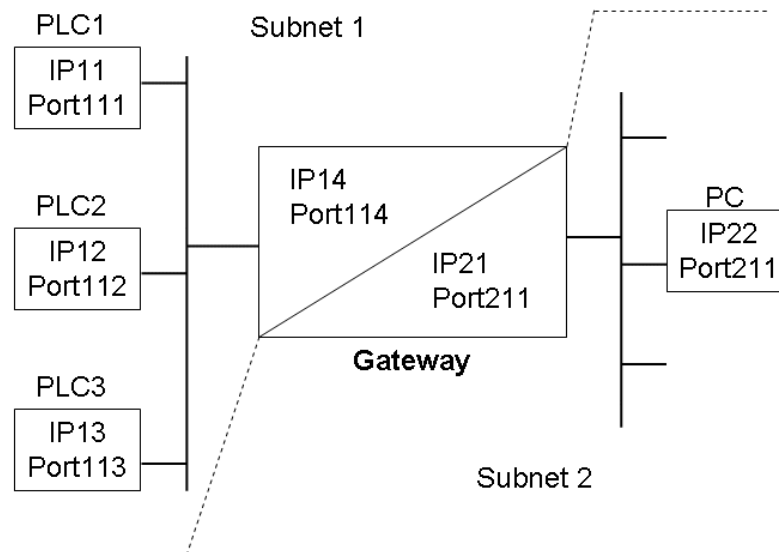 PLC1
IP11
Port111
Subnet 1
IP14
Port114
IP21
Port211
Gateway
PLC2
IP12
Port112
PC
IP22
Port211
PLC3
IP13
Port113
Subnet 2